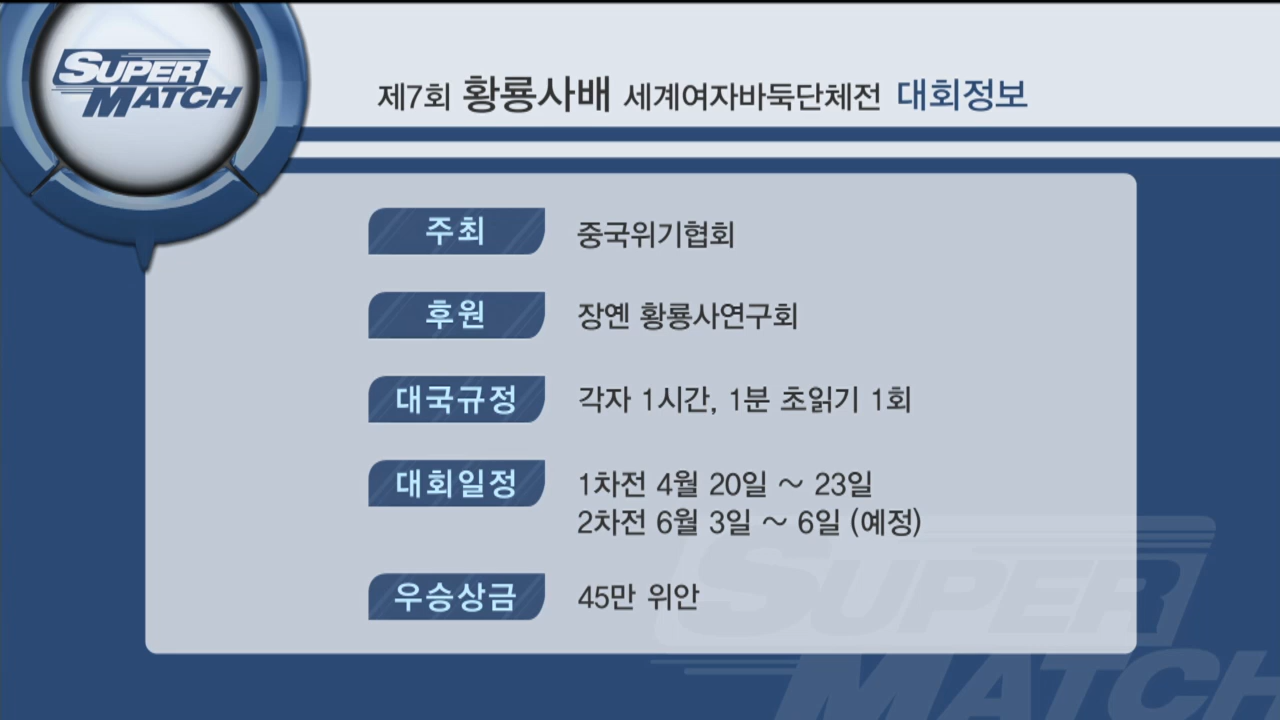 SUPER
MATCH
제7회 황룡사배 세계여자바둑단체전 대회정보
주최 중국위기협회
후원 장옌 황룡사연구회
대국규정 각자 1시간, 1분 초읽기 1회
대회일정 1차전 4월 20일 ~ 23일
2차전 6월 3일 ~ 6일 (예정)
우승상금 45만 위안
SUPER
MATCH